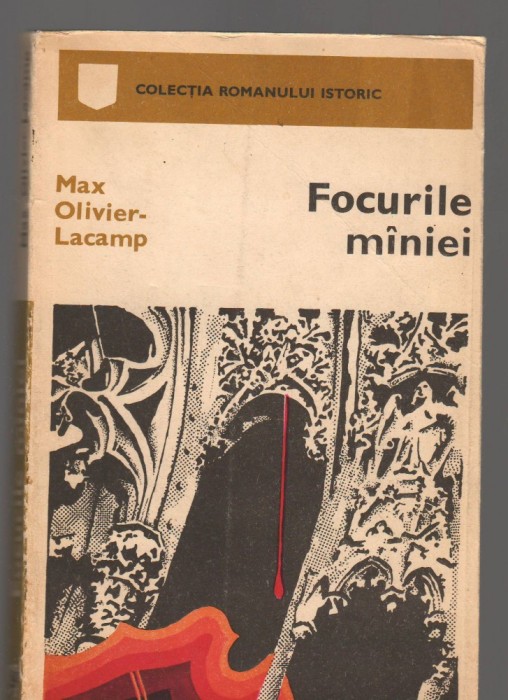 COLECȚIA ROMANULUI ISTORIC
Max
Olivier-
Lacamp
Focurile
mîniei